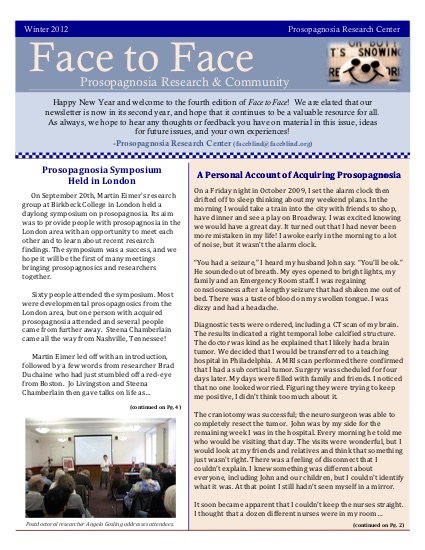 Winter 2012
Prosopagnosia Research Center
Face to Face
Prosopagnosia Research & Community
Happy New Year and welcome to the fourth edition of Face to Face! We are elated that our
newsletter is now in its second year, and hope that it continues to be a valuable resource for all.
As always, we hope to hear any thoughts or feedback you have on material in this issue, ideas
for future issues, and your own experiences!
-Prosopagnosia Research Center (faceblind@faceblind.org)
Prosopagnosia Symposium
Held in London
On September 20th, Martin Eimer's research
group at Birkbeck College in London held a
daylong symposium on prosopagnosia. Its aim
was to provide people with prosopagnosia in the
London area with an opportunity to meet each
other and to learn about recent research
findings. The symposium was a success, and we
hope it will be the first of many meetings
bringing prosopagnosics and researchers
together.
Sixty people attended the symposium. Most
were developmental prosopagnosics from the
London area, but one person with acquired
prosopagnosia attended and several people
came from further away. Steena Chamberlain
came all the way from Nashville, Tennessee!
Martin Eimer led off with an introduction,
followed by a few words from researcher Brad
Duchaine who had just stumbled off a red-eye
from Boston. Jo Livingston and Steena
Chamberlain then gave talks on life as...
(continued on Pg. 4)
Postdoctoral researcher Angela Gosling addresses attendees.
A Personal Account of Acquiring Prosopagnosia
On a Friday night in October 2009, I set the alarm clock then
drifted off to sleep thinking about my weekend plans. In the
morning I would take a train into the city with friends to shop,
have dinner and see a play on Broadway. I was excited knowing
we would have a great day. It turned out that I had never been
more mistaken in my life! I awoke early in the morning to a lot
of noise, but it wasn't the alarm clock.
"You had a seizure," I heard my husband John say. "You'll be ok."
He sounded out of breath. My eyes opened to bright lights, my
family and an Emergency Room staff. I was regaining
consciousness after a lengthy seizure that had shaken me out of
bed. There was a taste of blood on my swollen tongue. I was
dizzy and had a headache.
Diagnostic tests were ordered, including a CT scan of my brain.
The results indicated a right temporal lobe calcified structure.
The doctor was kind as he explained that I likely had a brain
tumor. We decided that I would be transferred to a teaching
hospital in Philadelphia. A MRI scan performed there confirmed
that I had a sub cortical tumor. Surgery was scheduled for four
days later. My days were filled with family and friends. I noticed
that no one looked worried. Figuring they were trying to keep
me positive, I didn't think too much about it.
The craniotomy was successful; the neurosurgeon was able to
completely resect the tumor. John was by my side for the
remaining week I was in the hospital. Every morning he told me
who would be visiting that day. The visits were wonderful, but I
would look at my friends and relatives and think that something
just wasn't right. There was a feeling of disconnect that I
couldn't explain. I knew something was different about
everyone, including John and our children, but I couldn't identify
what it was. At that point I still hadn't seen myself in a mirror.
It soon became apparent that I couldn't keep the nurses straight.
I thought that a dozen different nurses were in my room ...
(continued on Pg. 2)